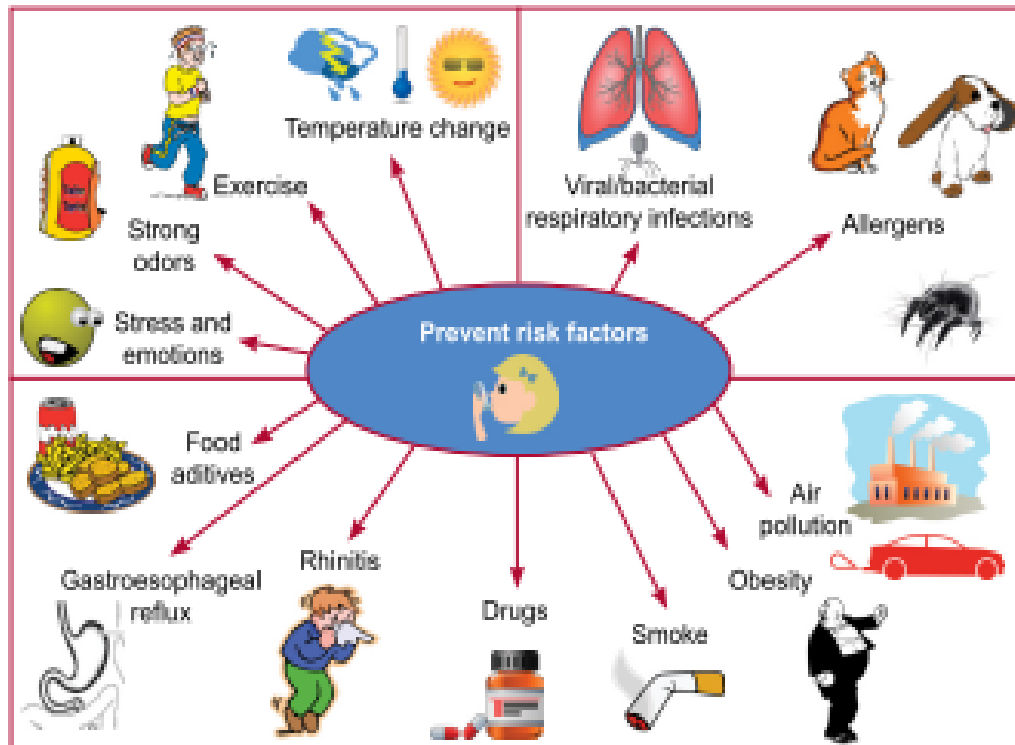 Temperature change
Exercise
Strong
odors
Stress and
emotions
Viral/bacterial
respiratory infections
Allergens
Prevent risk factors
Food
aditives
Gastroesophageal
reflux
Rhinitis
Drugs
Smoke
Obesity
Air
pollution